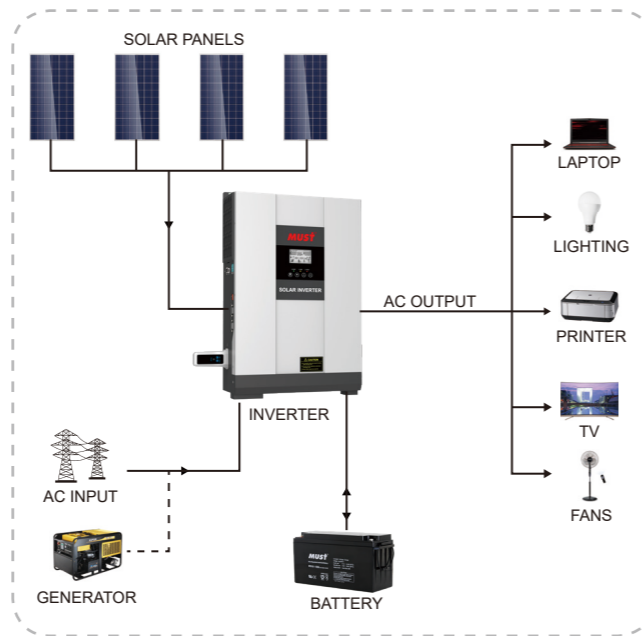 SOLAR PANELS
MUST
SOLAR INVERTER
AC OUTPUT
INVERTER
LAPTOP
LIGHTING
PRINTER
TV
FANS
AC INPUT
GENERATOR
MUST
BATTERY